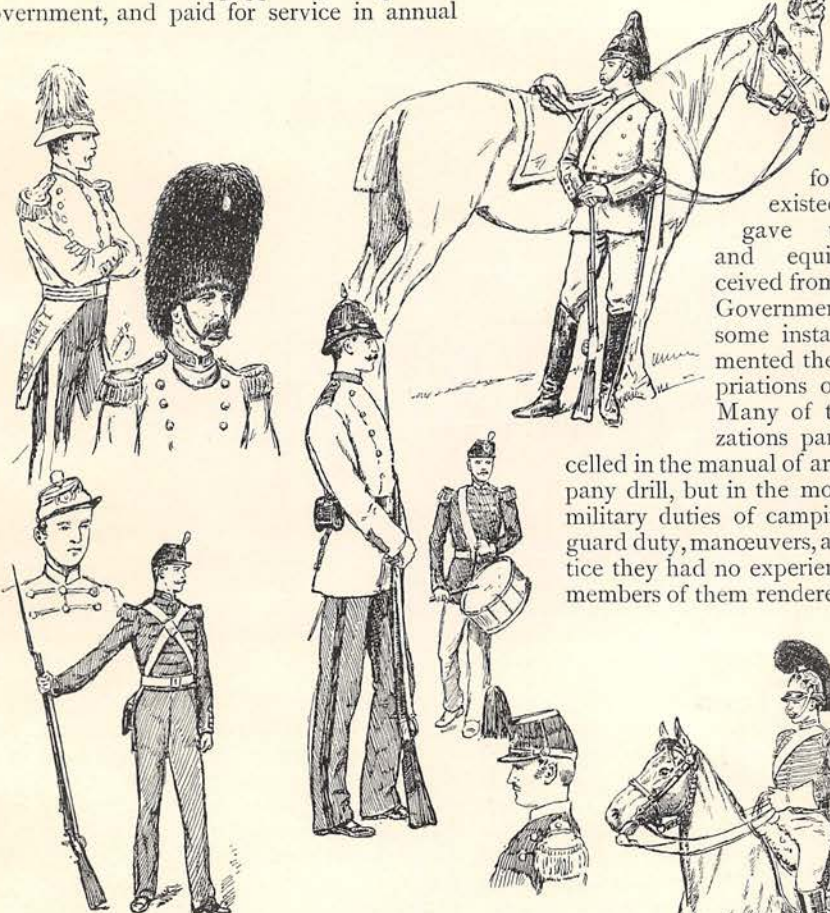 vernment, and paid for service in annual
fo
existed
gave
and equi
ceived from
Governmen
some insta
mented the
priations o
Many of t
zations par
celled in the manual of ar
pany drill, but in the mo
military duties of campi
guard duty, manœuvers, a
tice they had no experien
members of them rendere